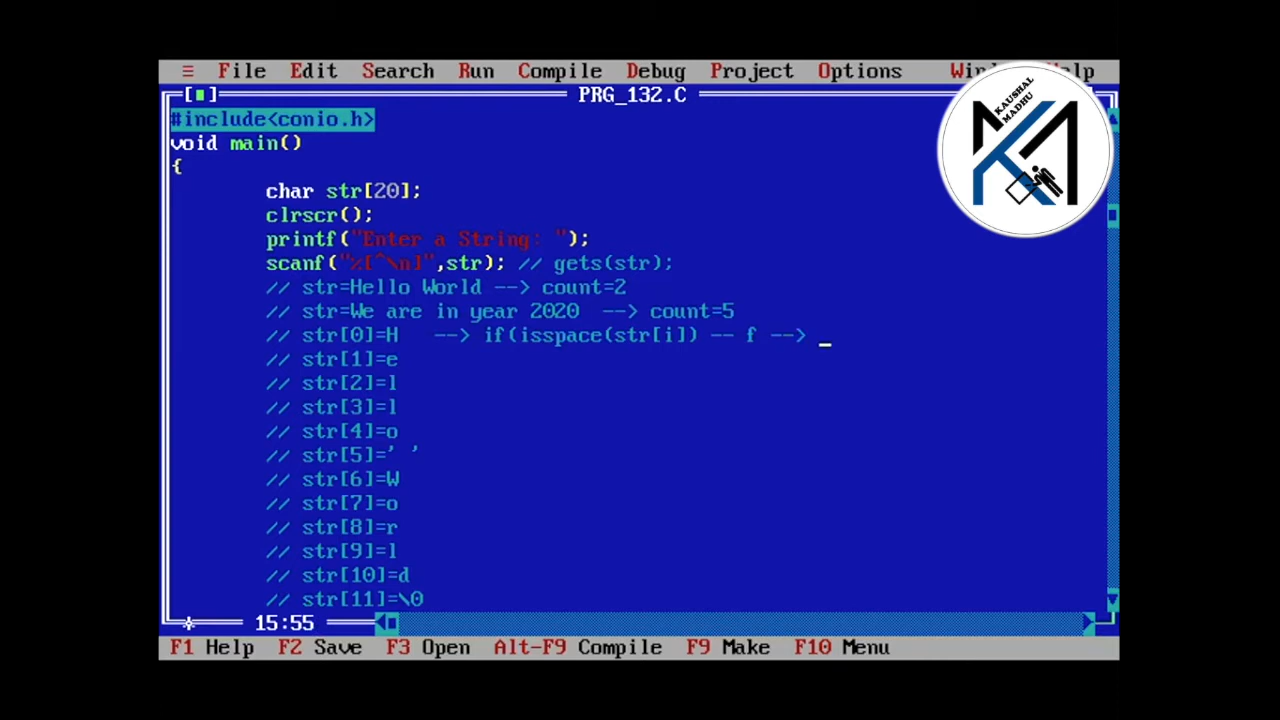 ≡ File Edit Search Run Compile Debug Project Options
PRG_132.C
#include<conio.h>
void main()
{
char str[20];
clrscr();
printf("Enter a String: ");
scanf("%[^\n]",str); // gets(str);
// str=Hello World --> count=2
// str=We are in year 2020 --> count=5
// str[0]=H --> if(isspace(str[i]) -- f --> _
// str[1]=e
// str[2]=l
// str[3]=l
// str[4]=o
// str[5]=' '
// str[6]=W
// str[7]=o
// str[8]=r
// str[9]=l
// str[10]=d
// str[11]=\0
15:55
F1 Help F2 Save F3 Open Alt-F9 Compile F9 Make F10 Menu
KAUSHAL
MADHU